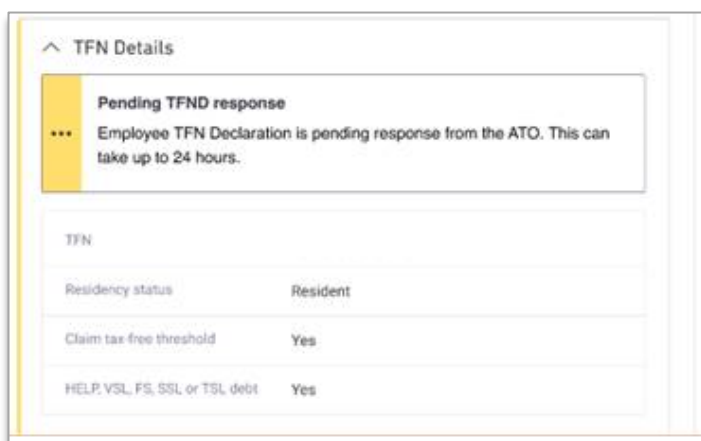 TFN Details
Pending TFND response
Employee TFN Declaration is pending response from the ATO. This can
take up to 24 hours.
TFN
Residency status Resident
Claim tax-free threshold Yes
HELP, VSL, FS, SSL or TSL debt Yes